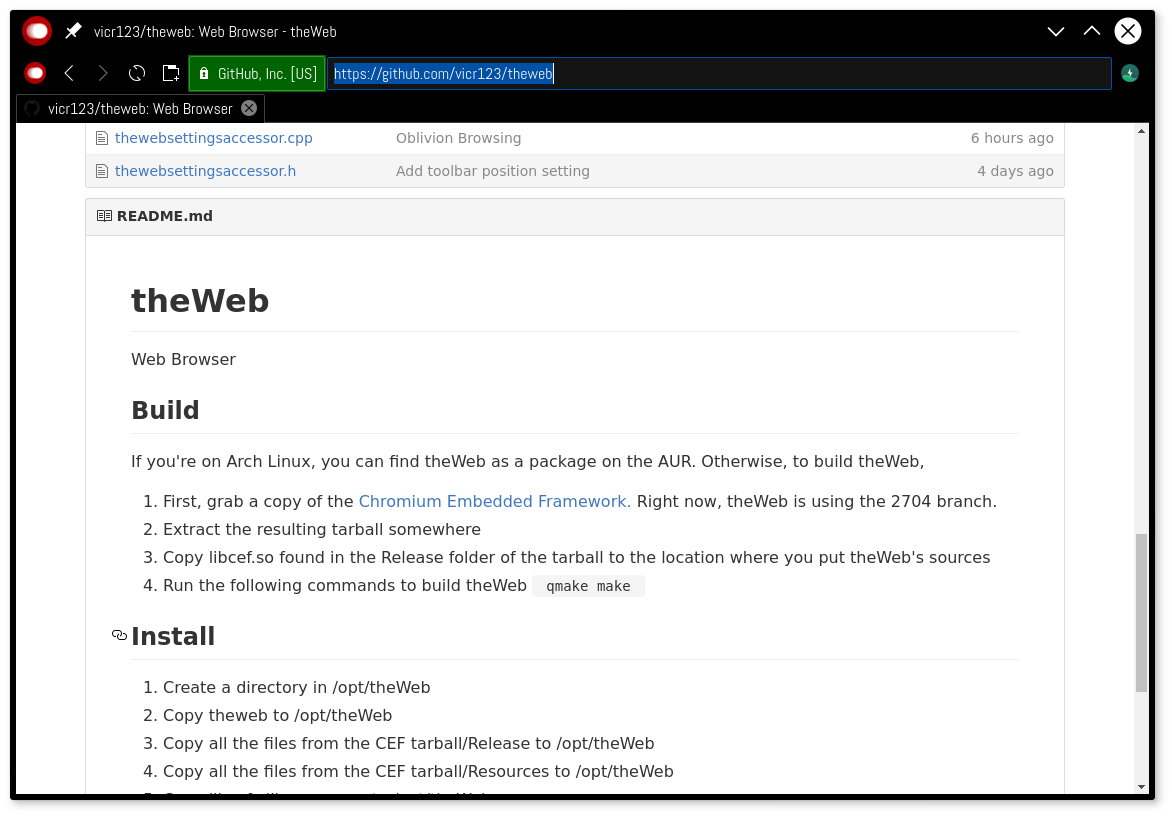 vicr123/theweb: Web Browser - theWeb
GitHub, Inc. [US] https://github.com/vicr123/theweb
vicr123/theweb: Web Browser
thewebsettingsaccessor.cpp Oblivion Browsing 6 hours ago
thewebsettingsaccessor.h Add toolbar position setting 4 days ago
README.md
theWeb
Web Browser
Build
If you're on Arch Linux, you can find theWeb as a package on the AUR. Otherwise, to build theWeb,
1. First, grab a copy of the Chromium Embedded Framework. Right now, theWeb is using the 2704 branch.
2. Extract the resulting tarball somewhere
3. Copy libcef.so found in the Release folder of the tarball to the location where you put theWeb's sources
4. Run the following commands to build theWeb qmake make
Install
1. Create a directory in /opt/theWeb
2. Copy theweb to /opt/theWeb
3. Copy all the files from the CEF tarball/Release to /opt/theWeb
4. Copy all the files from the CEF tarball/Resources to /opt/theWeb